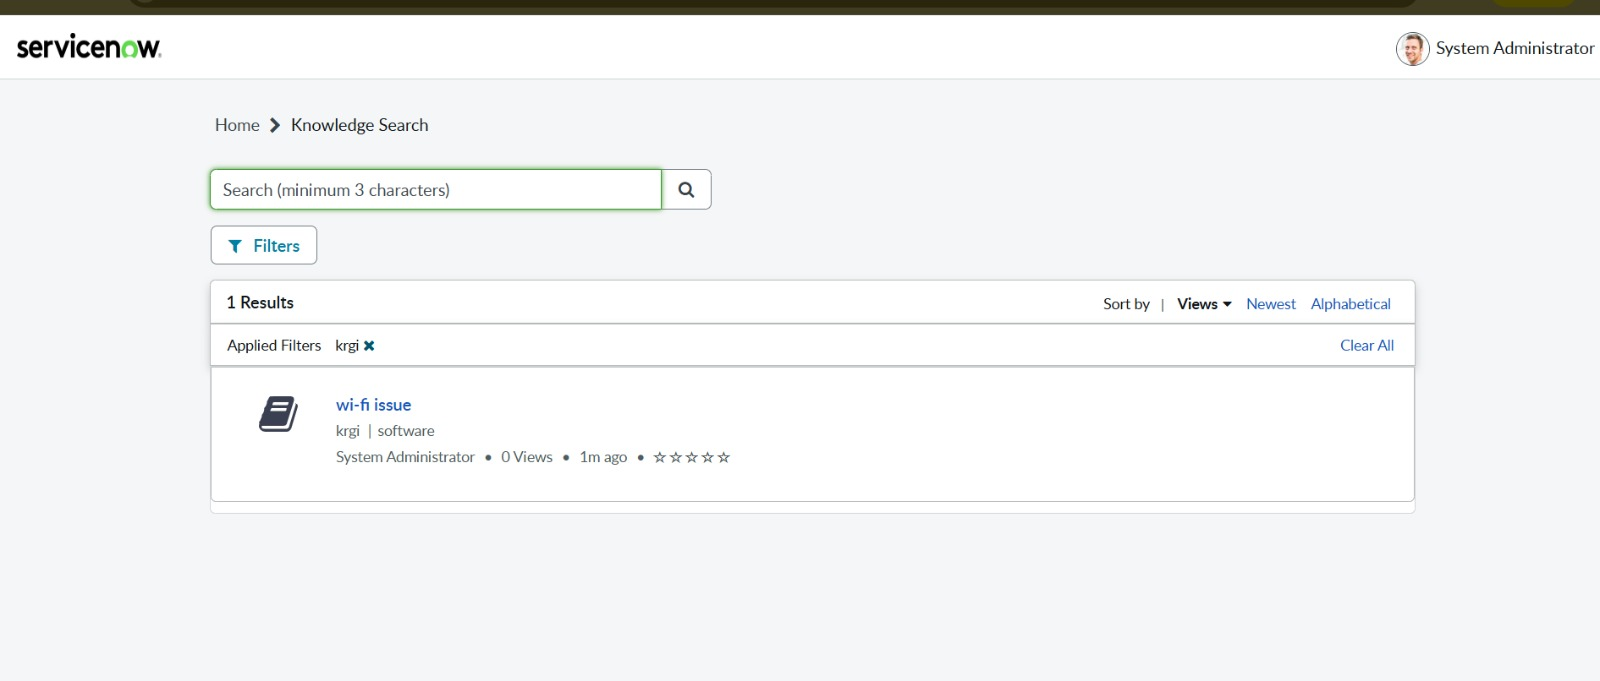 servicenow
System Administrator
Home Knowledge Search
Search (minimum 3 characters)
Filters
1 Results
Sort by | Views Newest Alphabetical
Applied Filters krgi
Clear All
wi-fi issue
krgi | software
System Administrator • 0 Views • 1m ago •